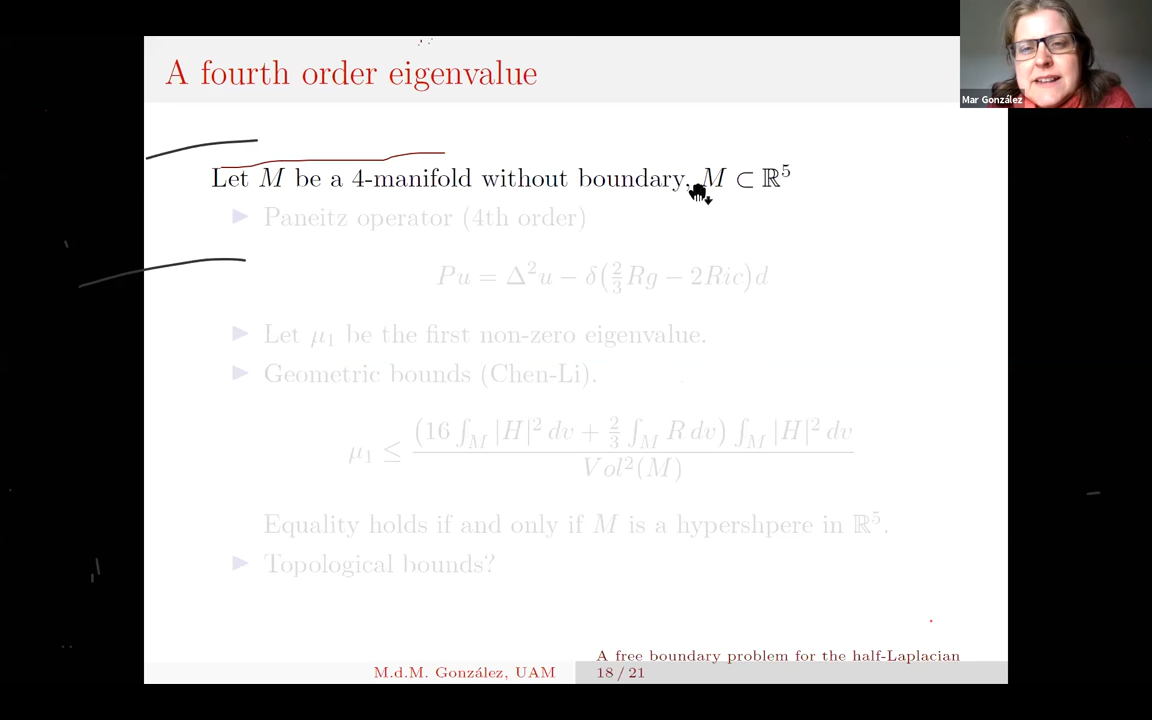 A fourth order eigenvalue
Mar González
Let M be a 4-manifold without boundary, M ⊂ ℝ⁵
▶ Paneitz operator (4th order)
Pu = Δ²u − δ(⅔Rg − 2Ric)d
▶ Let μ₁ be the first non-zero eigenvalue.
▶ Geometric bounds (Chen-Li).
μ₁ ≤ (16 ∫_M |H|² dv + ⅔ ∫_M R dv) ∫_M |H|² dv / Vol²(M)
Equality holds if and only if M is a hypershpere in ℝ⁵.
▶ Topological bounds?
M.d.M. González, UAM
A free boundary problem for the half-Laplacian
18 / 21